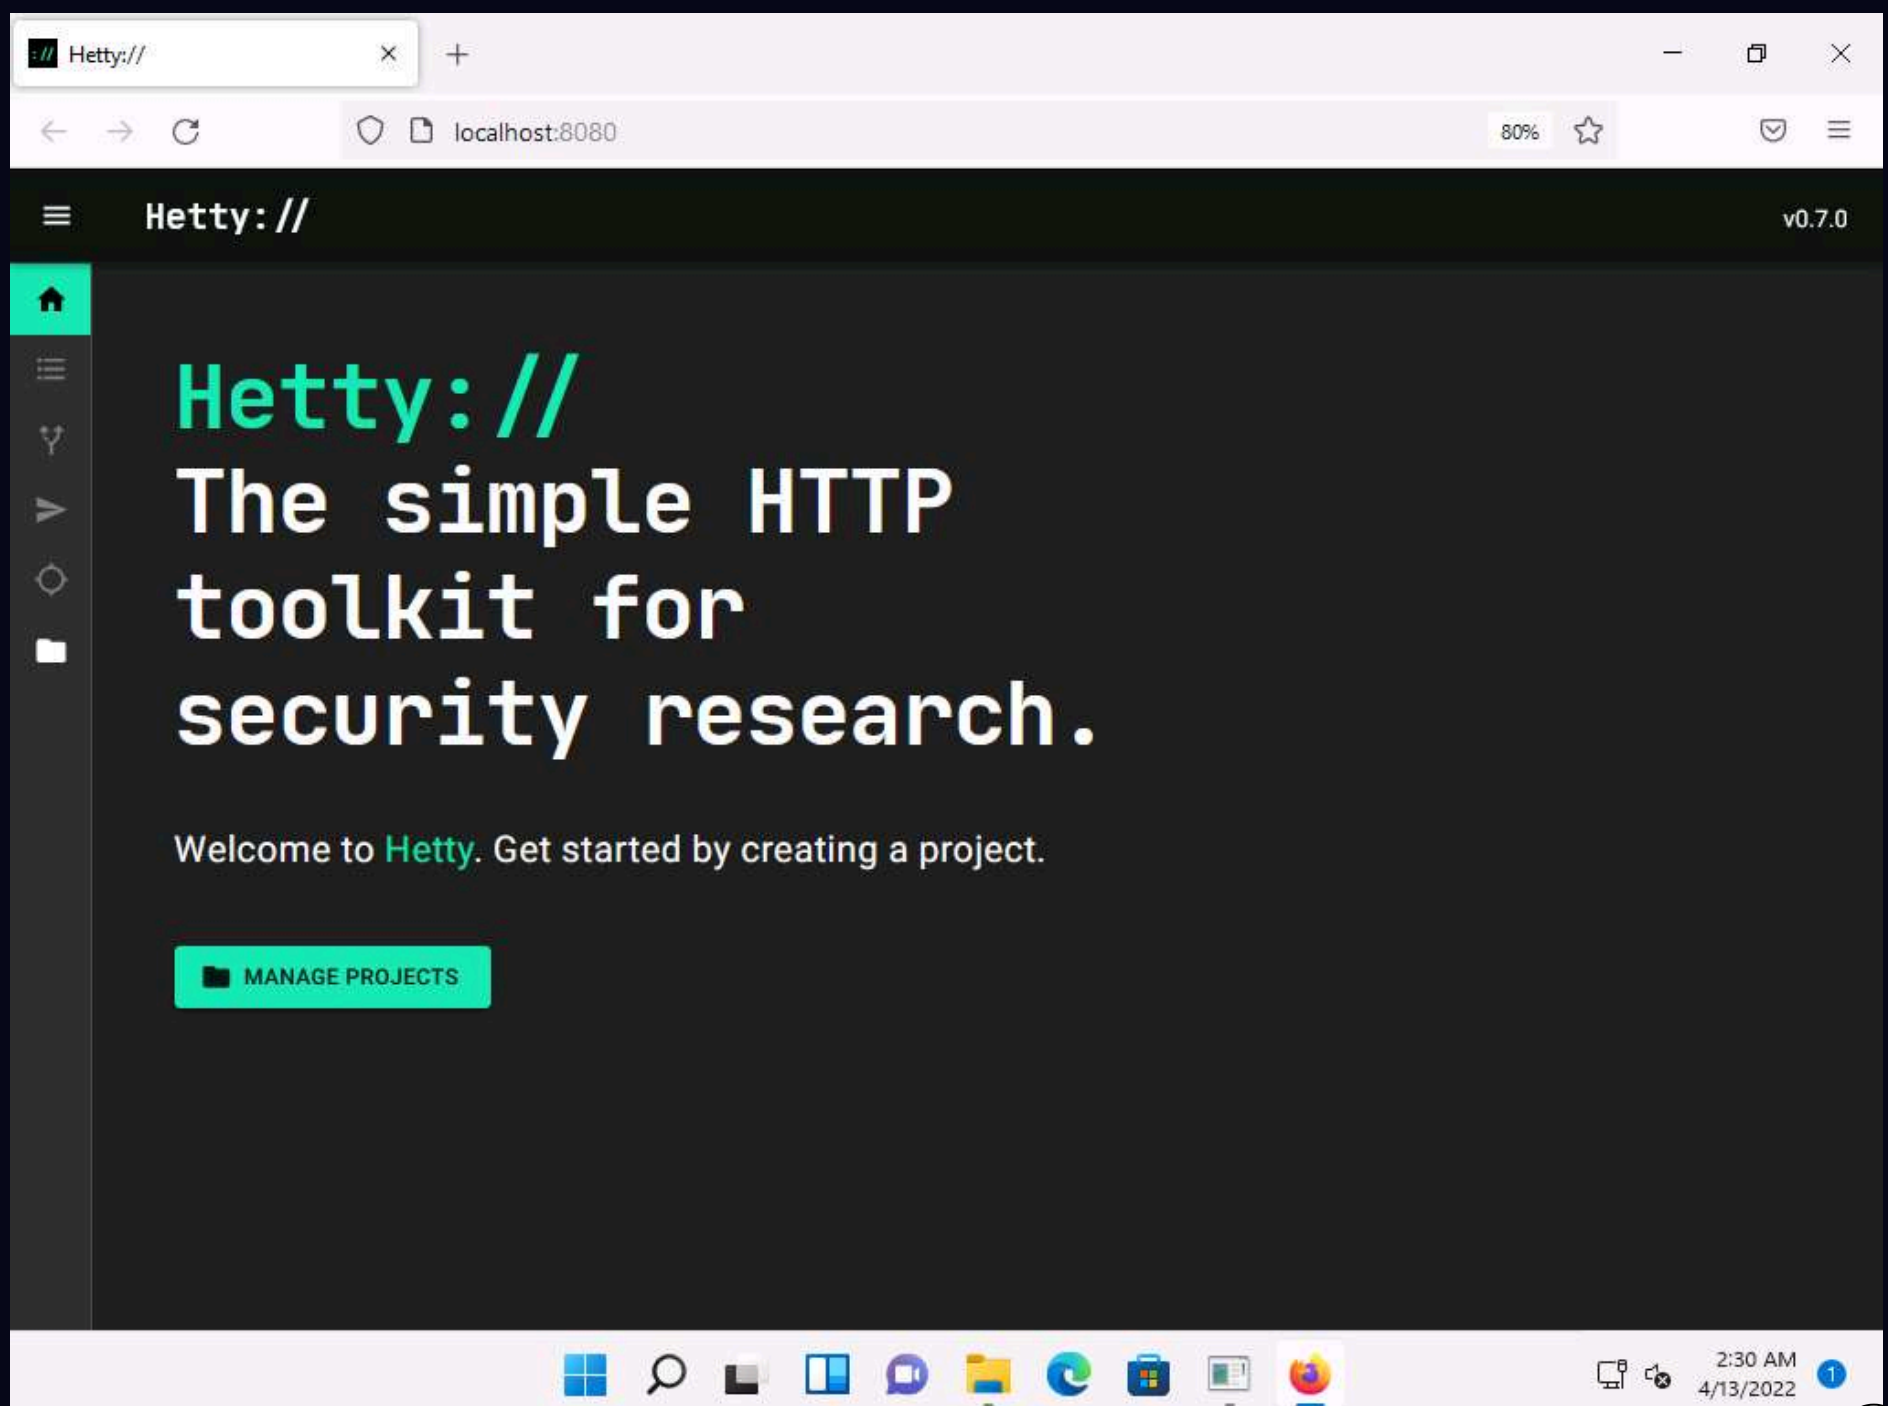 :// Hetty://
localhost:8080
80%
Hetty://
v0.7.0
Hetty://
The simple HTTP
toolkit for
security research.
Welcome to Hetty. Get started by creating a project.
MANAGE PROJECTS
2:30 AM
4/13/2022
1